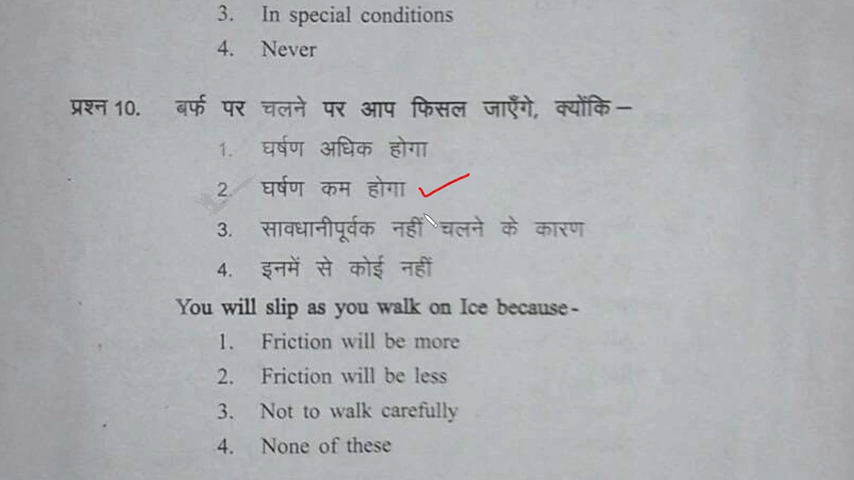 3. In special conditions
4. Never
प्रश्न 10. बर्फ पर चलने पर आप फिसल जाएँगे, क्योंकि –
1. घर्षण अधिक होगा
2. घर्षण कम होगा
3. सावधानीपूर्वक नहीं चलने के कारण
4. इनमें से कोई नहीं
You will slip as you walk on Ice because-
1. Friction will be more
2. Friction will be less
3. Not to walk carefully
4. None of these